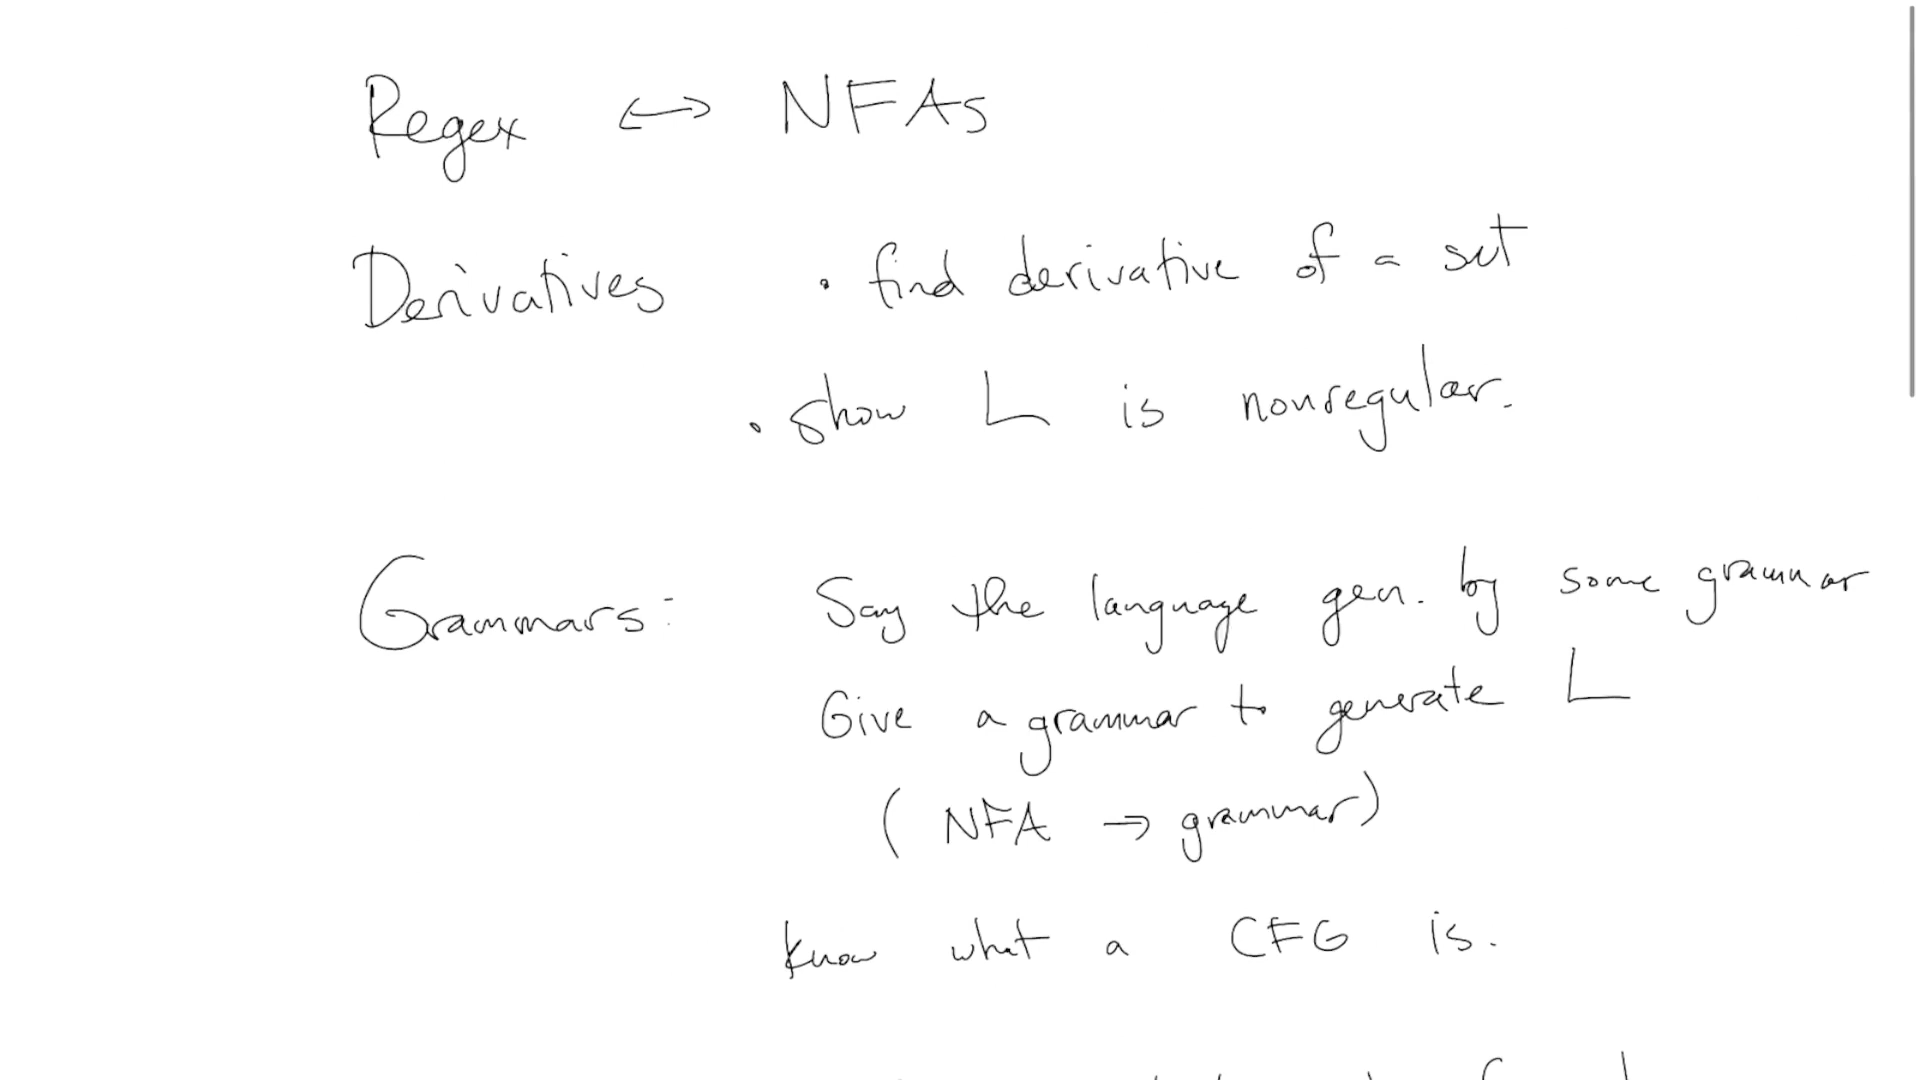 Regex ↔ NFAs
Derivatives • find derivative of a set
• show L is nonregular.
Grammars: Say the language gen. by some grammar
Give a grammar to generate L
( NFA → grammar)
know what a CFG is.